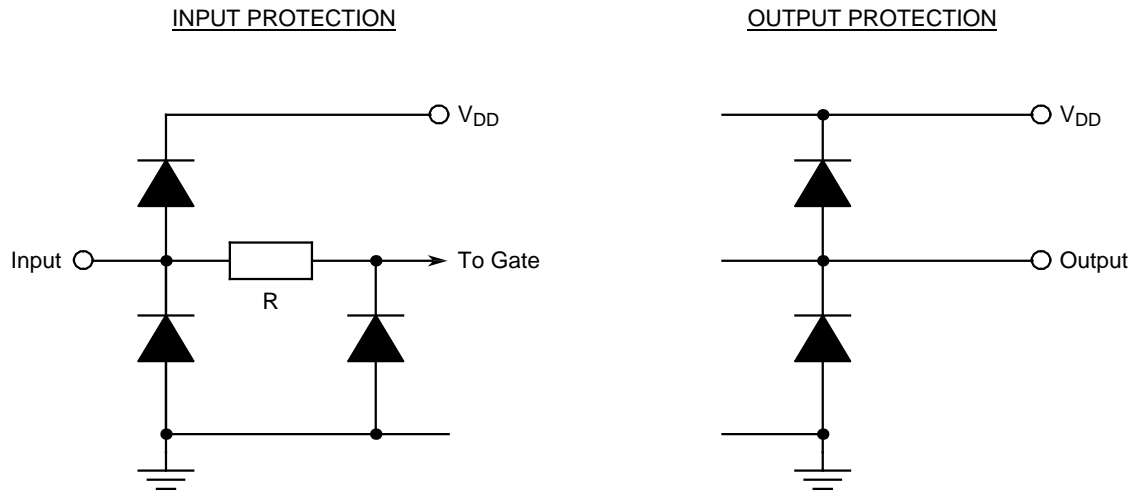 INPUT PROTECTION
V_DD
Input
To Gate
R
OUTPUT PROTECTION
V_DD
Output